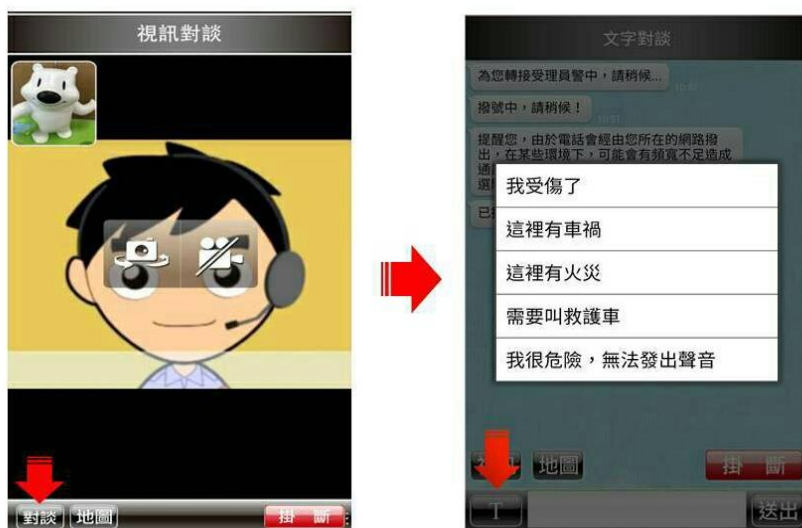 視訊對談
對談
地圖
掛 斷
文字對談
為您轉接受理員警中，請稍候...
撥號中，請稍候！
提醒您，由於電話會經由您所在的網路撥
出，在某些環境下，可能會有頻寬不足造成
我受傷了
這裡有車禍
這裡有火災
需要叫救護車
我很危險，無法發出聲音
地圖
掛 斷
T
送出